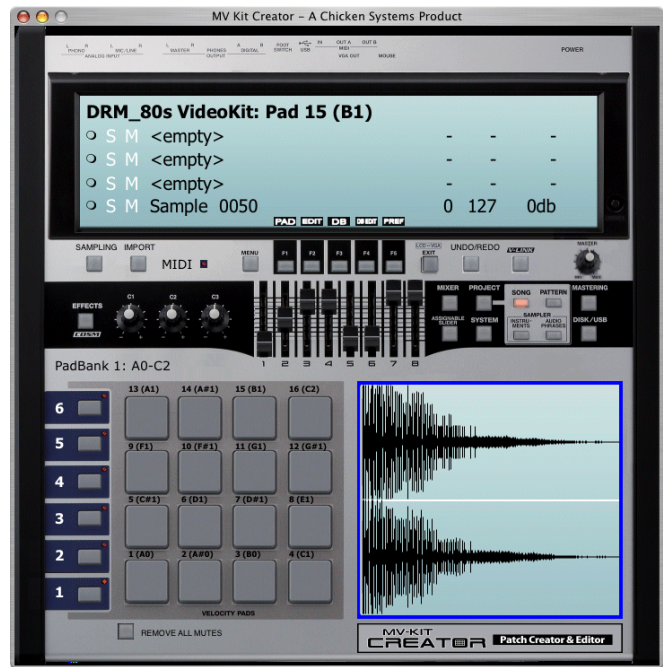 MV Kit Creator – A Chicken Systems Product
L R L R L R A B FOOT IN OUT A OUT B
PHONO MIC/LINE MASTER PHONES DIGITAL SWITCH USB MIDI POWER
ANALOG INPUT OUTPUT VGA OUT MOUSE
DRM_80s VideoKit: Pad 15 (B1)
S M <empty> - - -
S M <empty> - - -
S M <empty> - - -
S M Sample 0050 0 127 0db
PAD EDIT DB DB EDIT PREF
SAMPLING IMPORT MIDI MENU F1 F2 F3 F4 F5 EXIT UNDO/REDO V-LINK MASTER
MIN MAX
EFFECTS C1 C2 C3 MIXER PROJECT SONG PATTERN MASTERING
COSM ASSIGNABLE SLIDER SYSTEM SAMPLER INSTRU-MENTS AUDIO PHRASES DISK/USB
1 2 3 4 5 6 7 8
PadBank 1: A0-C2
13 (A1) 14 (A#1) 15 (B1) 16 (C2)
6
5
9 (F1) 10 (F#1) 11 (G1) 12 (G#1)
4
5 (C#1) 6 (D1) 7 (D#1) 8 (E1)
3
2
1 (A0) 2 (A#0) 3 (B0) 4 (C1)
1
VELOCITY PADS
REMOVE ALL MUTES
MV-KIT
CREATOR Patch Creator & Editor